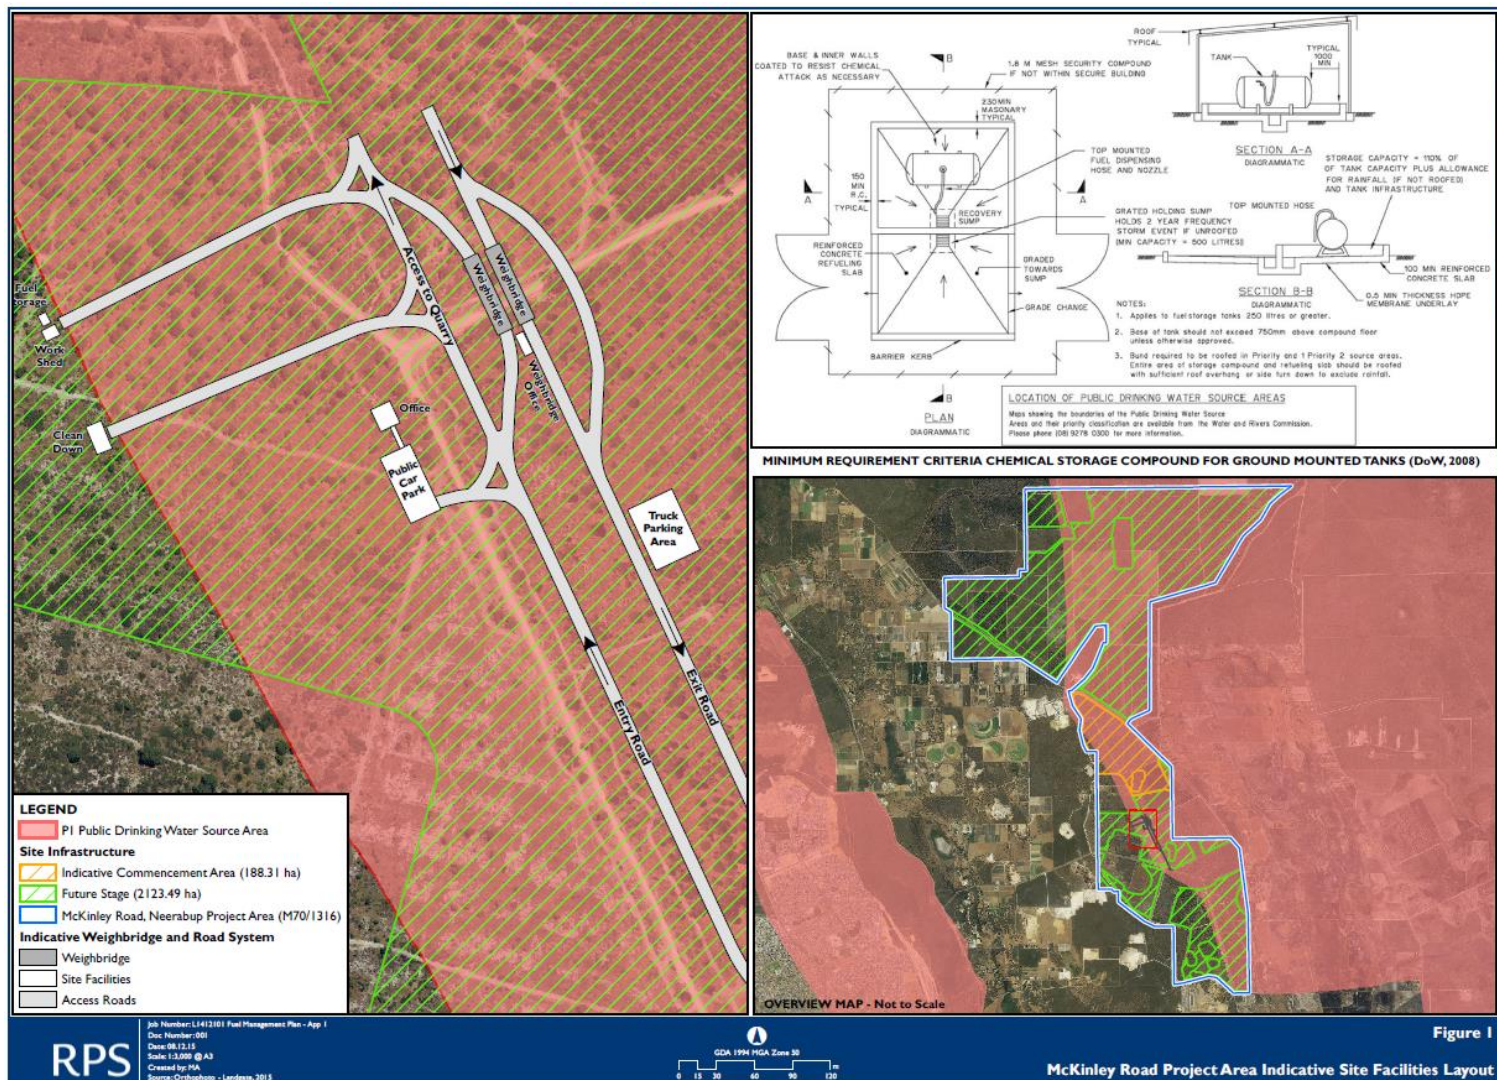 Fuel
Storage
Work
Shed
Clean
Down
Access to Quarry
Weighbridge
Weighbridge
Weighbridge
Office
Office
Public
Car
Park
Truck
Parking
Area
Exit Road
Entry Road
LEGEND
P1 Public Drinking Water Source Area
Site Infrastructure
Indicative Commencement Area (188.31 ha)
Future Stage (2123.49 ha)
McKinley Road, Neerabup Project Area (M70/1316)
Indicative Weighbridge and Road System
Weighbridge
Site Facilities
Access Roads
BASE & INNER WALLS
COATED TO RESIST CHEMICAL
ATTACK AS NECESSARY
B
1.8 M MESH SECURITY COMPOUND
IF NOT WITHIN SECURE BUILDING
230MIN
MASONARY
TYPICAL
TOP MOUNTED
FUEL DISPENSING
HOSE AND NOZZLE
150
MIN
R.C.
TYPICAL
A
A
RECOVERY
SUMP
GRATED HOLDING SUMP
HOLDS 2 YEAR FREQUENCY
STORM EVENT IF UNROOFED
(MIN CAPACITY = 500 LITRES)
REINFORCED
CONCRETE
REFUELING
SLAB
GRADED
TOWARDS
SUMP
GRADE CHANGE
BARRIER KERB
B
PLAN
DIAGRAMMATIC
ROOF
TYPICAL
TANK
TYPICAL
1000
MIN
SECTION A-A
DIAGRAMMATIC
STORAGE CAPACITY = 110% OF
OF TANK CAPACITY PLUS ALLOWANCE
FOR RAINFALL (IF NOT ROOFED)
AND TANK INFRASTRUCTURE
TOP MOUNTED HOSE
100 MIN REINFORCED
CONCRETE SLAB
0.5 MIN THICKNESS HDPE
MEMBRANE UNDERLAY
SECTION B-B
DIAGRAMMATIC
NOTES:
1. Applies to fuel storage tanks 250 litres or greater.
2. Base of tank should not exceed 750mm above compound floor
unless otherwise approved.
3. Bund required to be roofed in Priority and 1 Priority 2 source areas.
Entire area of storage compound and refueling slab should be roofed
with sufficient roof overhang or side turn down to exclude rainfall.
LOCATION OF PUBLIC DRINKING WATER SOURCE AREAS
Maps showing the boundaries of the Public Drinking Water Source
Areas and their priority classification are available from the Water and Rivers Commission.
Please phone (08) 9278 0300 for more information.
MINIMUM REQUIREMENT CRITERIA CHEMICAL STORAGE COMPOUND FOR GROUND MOUNTED TANKS (DoW, 2008)
OVERVIEW MAP - Not to Scale
RPS
Job Number: L1412101 Fuel Management Plan - App 1
Doc Number: 001
Date: 08.12.15
Scale: 1:3,000 @ A3
Created by: MA
Source: Orthophoto - Landgate, 2015
GDA 1994 MGA Zone 50
0 15 30 60 90 120
m
Figure 1
McKinley Road Project Area Indicative Site Facilities Layout